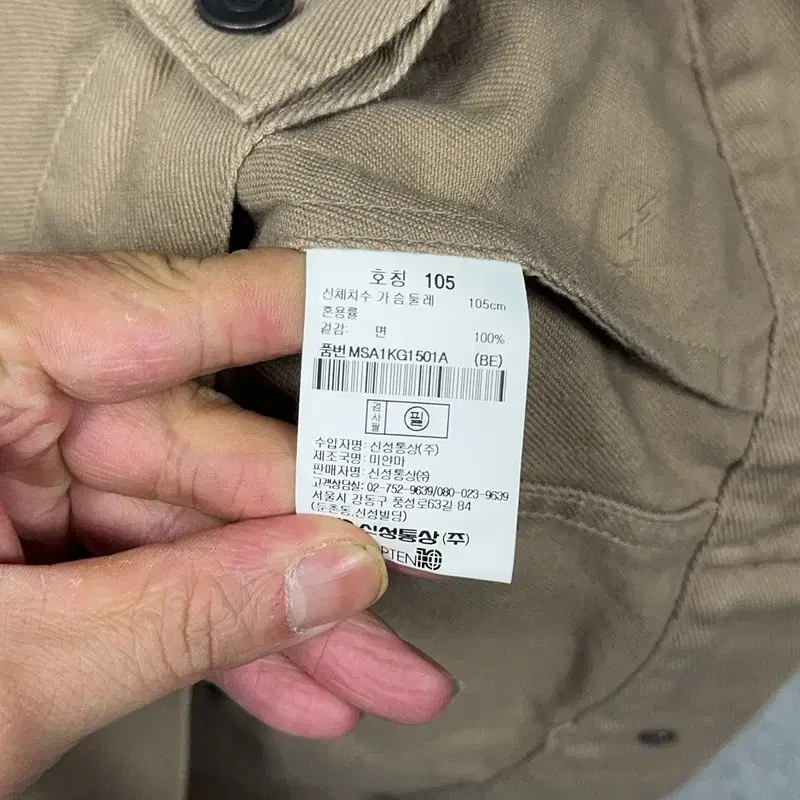 호칭 105
신체치수 가슴둘레 105cm
혼용률
겉감: 면 100%
품번 MSA1KG1501A (BE)
검사필 필
수입자명: 신성통상(주)
제조국명: 미얀마
판매자명: 신성통상(주)
고객상담실: 02-752-9639/080-023-9639
서울시 강동구 풍성로63길 84
(둔촌동,신성빌딩)
신성통상(주)
PTEN